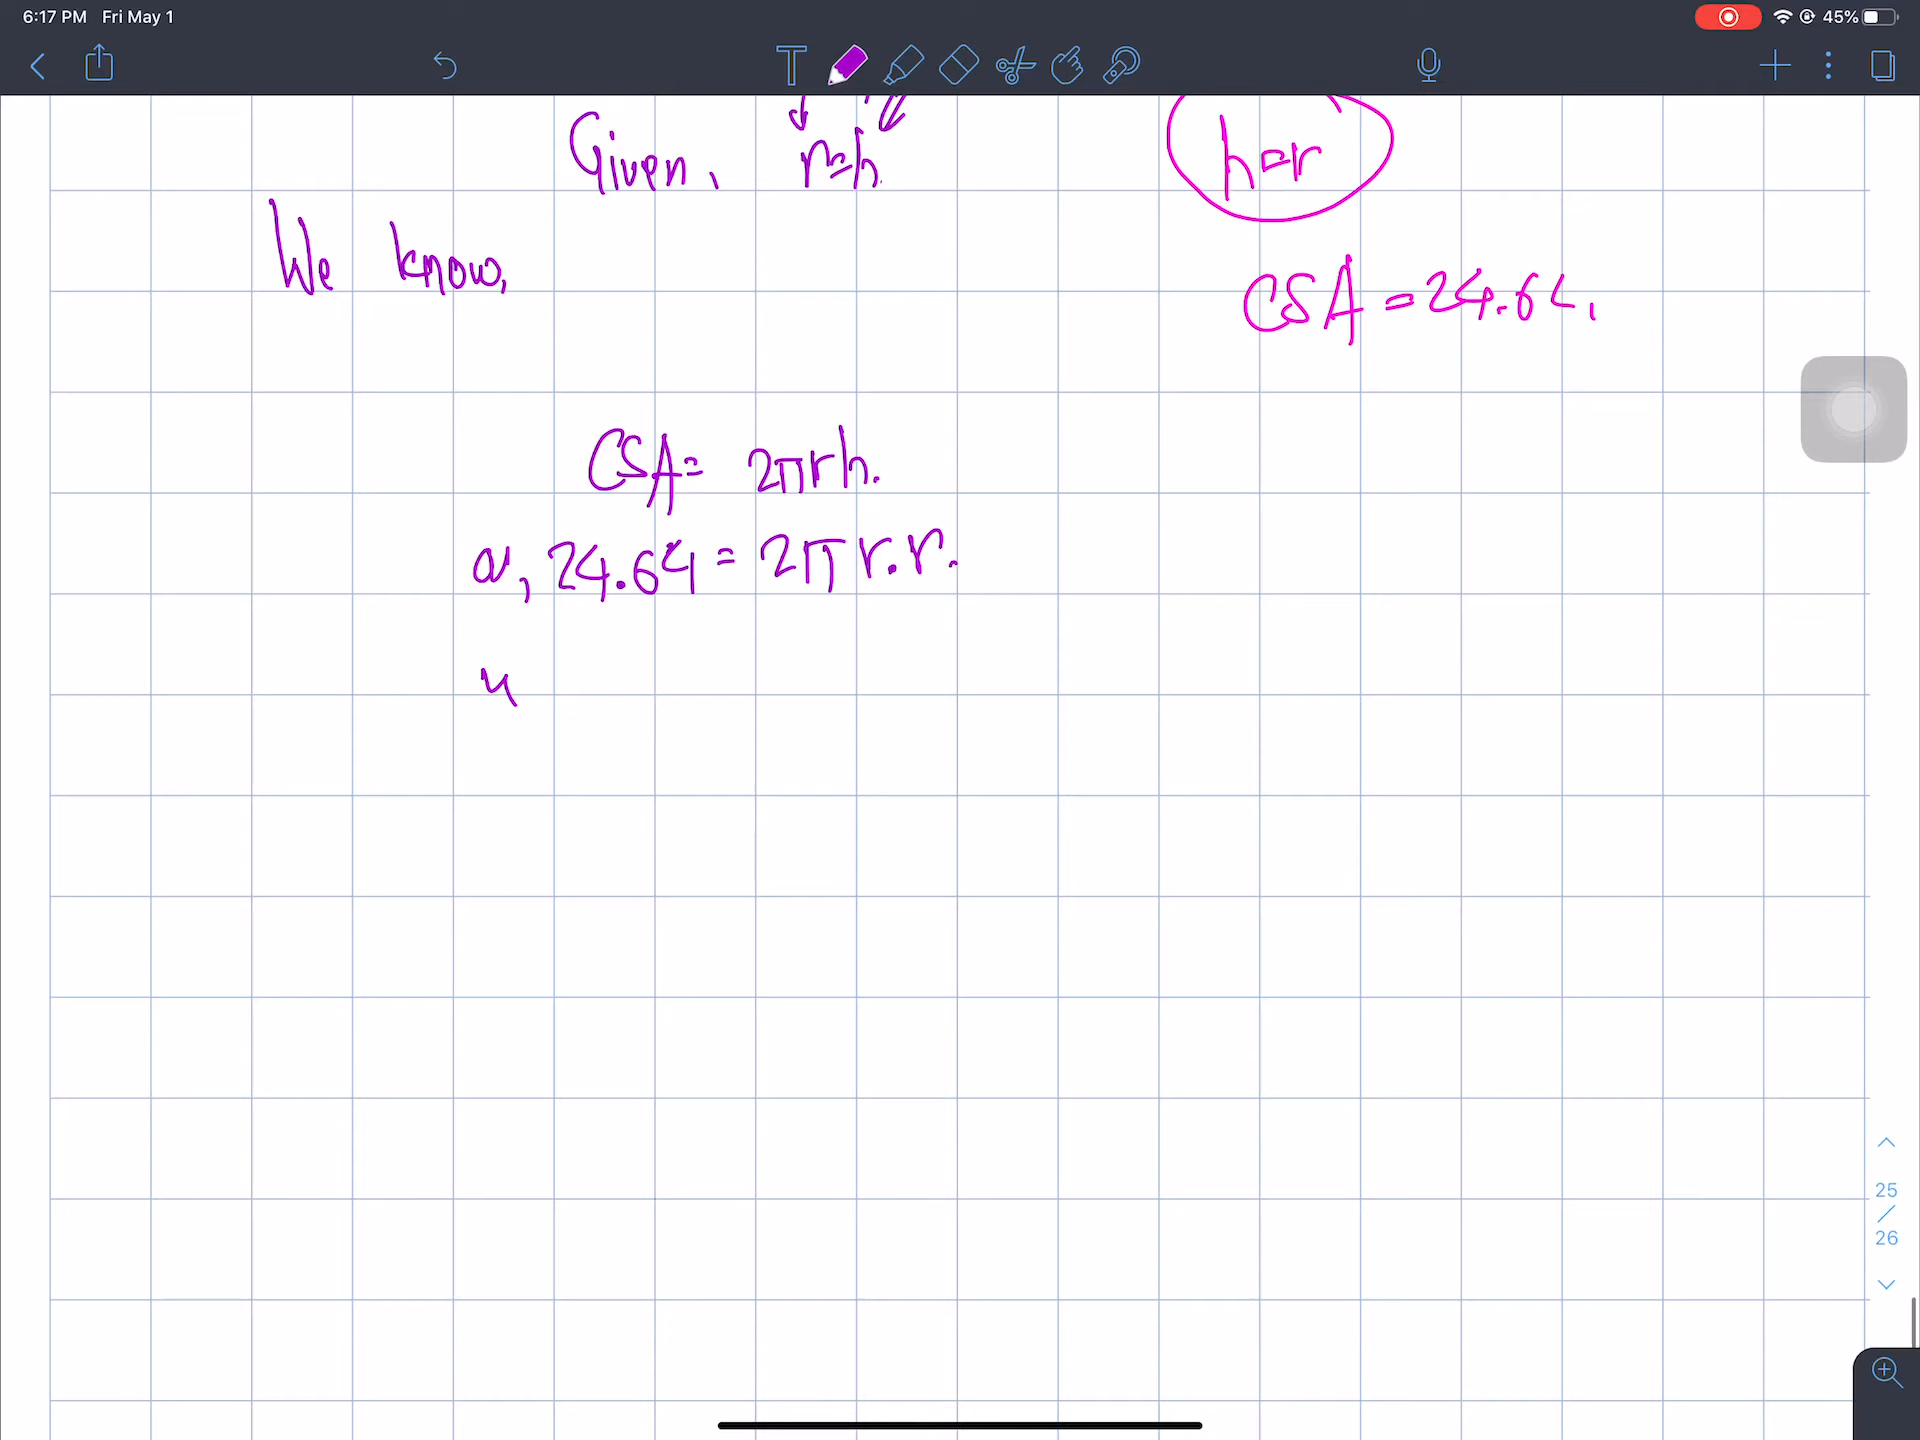 6:17 PM Fri May 1
45%
Given, r=h.
h=r
We know,
CSA = 24.64.
CSA = 2πrh.
or, 24.64 = 2π r.r.
25
/
26